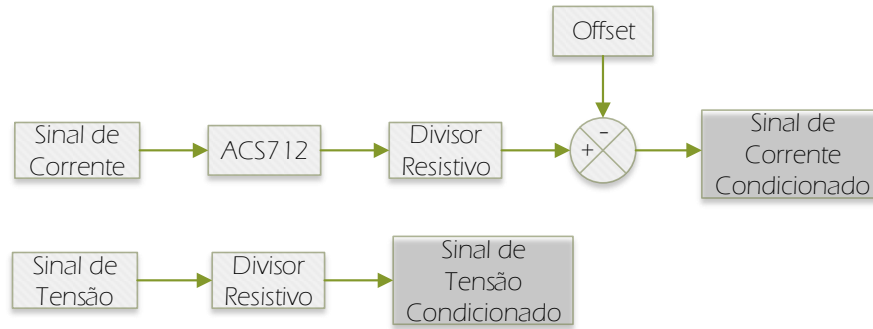 Offset
Sinal de
Corrente
ACS712
Divisor
Resistivo
+
-
Sinal de
Corrente
Condicionado
Sinal de
Tensão
Divisor
Resistivo
Sinal de
Tensão
Condicionado